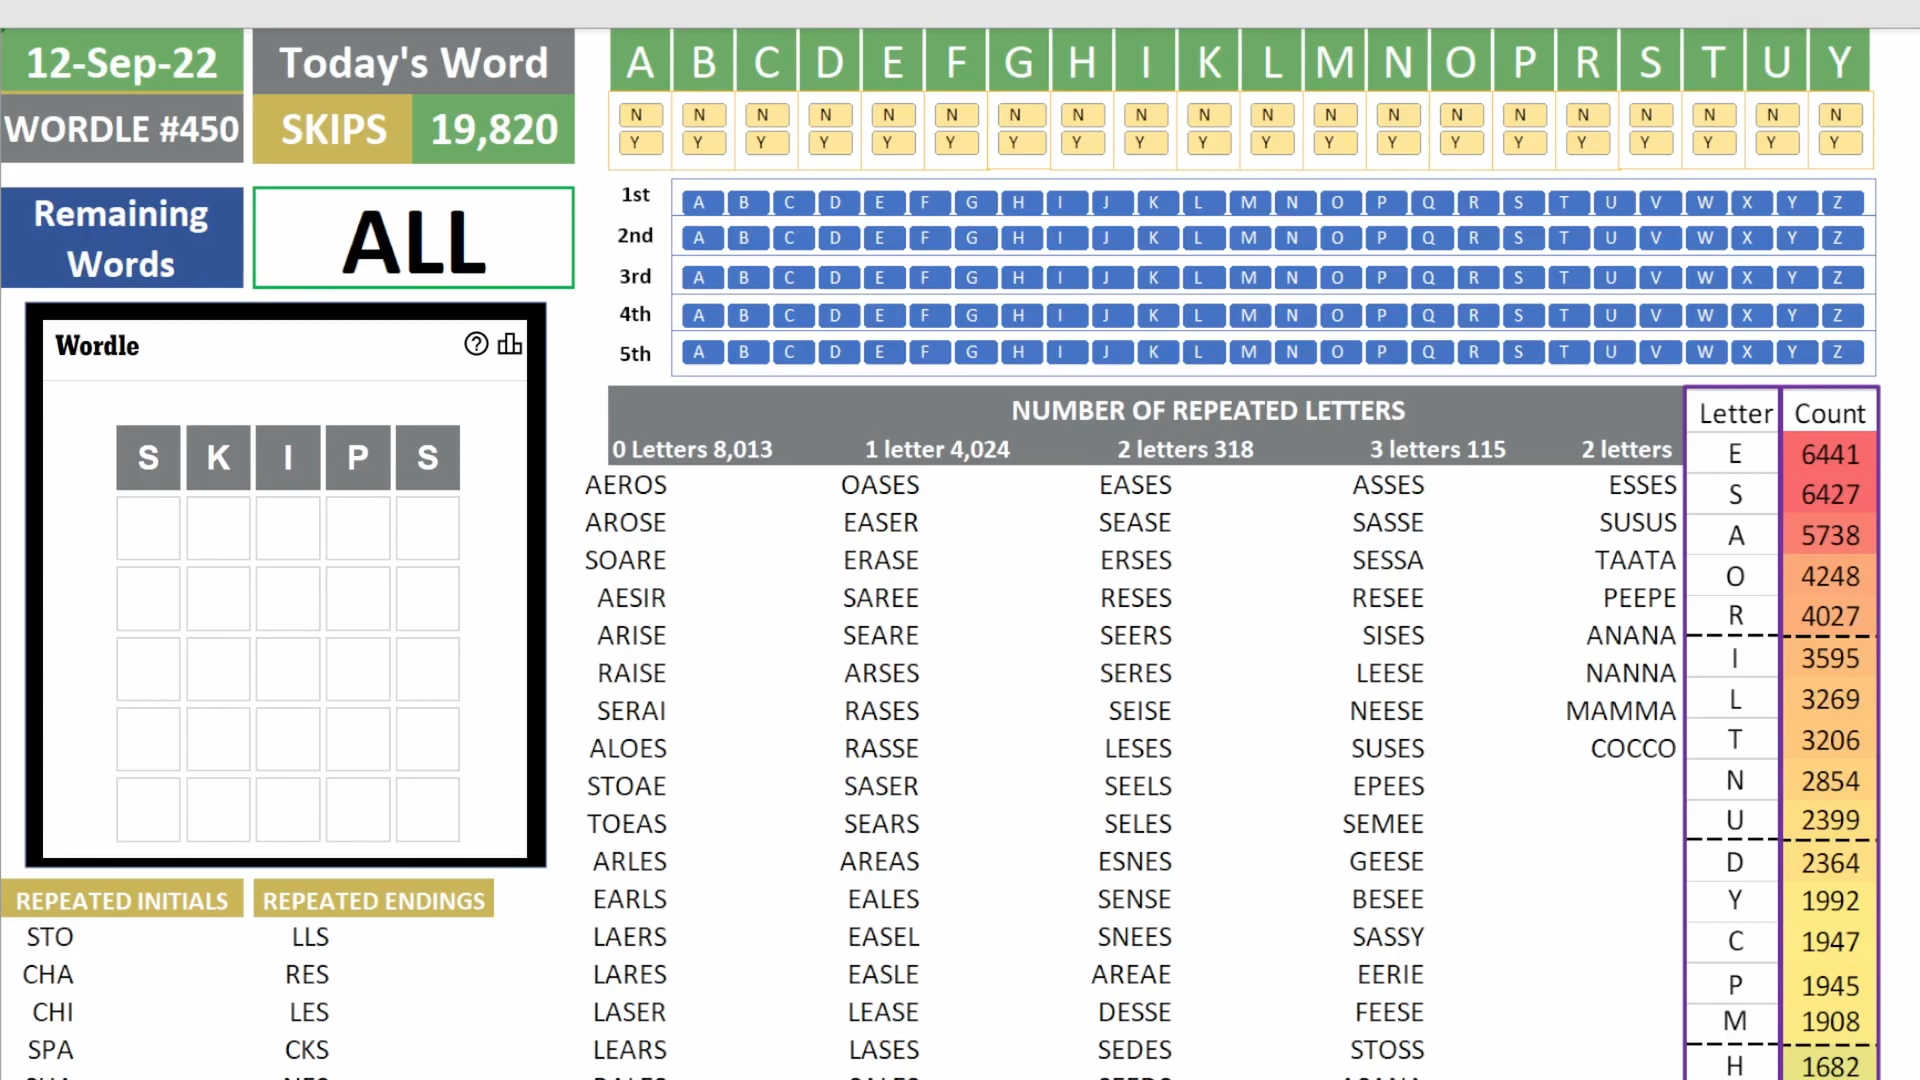 12-Sep-22 Today's Word
WORDLE #450 SKIPS 19,820
A B C D E F G H I K L M N O P R S T U Y
N N N N N N N N N N N N N N N N N N N N
Y Y Y Y Y Y Y Y Y Y Y Y Y Y Y Y Y Y Y Y
Remaining Words ALL
1st A B C D E F G H I J K L M N O P Q R S T U V W X Y Z
2nd A B C D E F G H I J K L M N O P Q R S T U V W X Y Z
3rd A B C D E F G H I J K L M N O P Q R S T U V W X Y Z
4th A B C D E F G H I J K L M N O P Q R S T U V W X Y Z
5th A B C D E F G H I J K L M N O P Q R S T U V W X Y Z
Wordle ?
S K I P S
REPEATED INITIALS REPEATED ENDINGS
STO LLS
CHA RES
CHI LES
SPA CKS
NUMBER OF REPEATED LETTERS
0 Letters 8,013 1 letter 4,024 2 letters 318 3 letters 115 2 letters
AEROS OASES EASES ASSES ESSES
AROSE EASER SEASE SASSE SUSUS
SOARE ERASE ERSES SESSA TAATA
AESIR SAREE RESES RESEE PEEPE
ARISE SEARE SEERS SISES ANANA
RAISE ARSES SERES LEESE NANNA
SERAI RASES SEISE NEESE MAMMA
ALOES RASSE LESES SUSES COCCO
STOAE SASER SEELS EPEES
TOEAS SEARS SELES SEMEE
ARLES AREAS ESNES GEESE
EARLS EALES SENSE BESEE
LAERS EASEL SNEES SASSY
LARES EASLE AREAE EERIE
LASER LEASE DESSE FEESE
LEARS LASES SEDES STOSS
Letter Count
E 6441
S 6427
A 5738
O 4248
R 4027
I 3595
L 3269
T 3206
N 2854
U 2399
D 2364
Y 1992
C 1947
P 1945
M 1908
H 1682